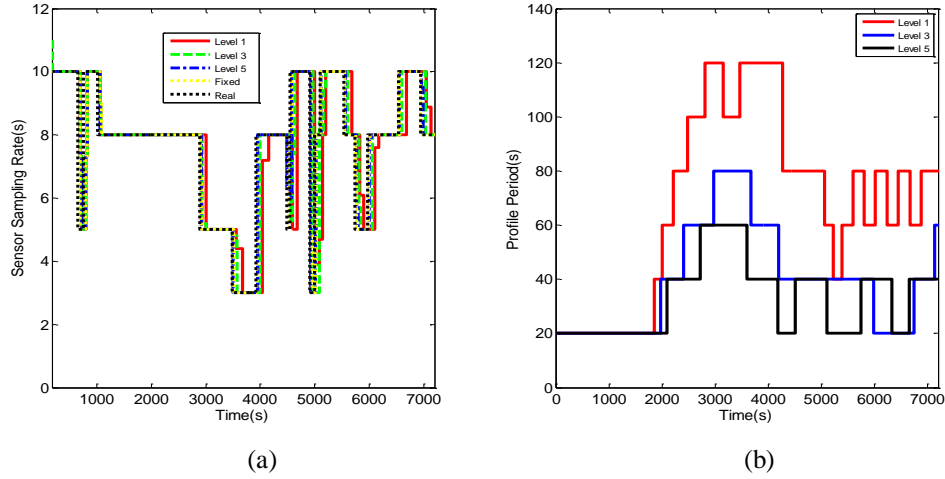 12
10
8
6
4
2
0
Sensor Sampling Rate(s)
Level 1
Level 3
Level 5
Fixed
Real
1000 2000 3000 4000 5000 6000 7000
Time(s)
(a)
140
120
100
80
60
40
20
0
Profile Period(s)
Level 1
Level 3
Level 5
0 1000 2000 3000 4000 5000 6000 7000
Time(s)
(b)